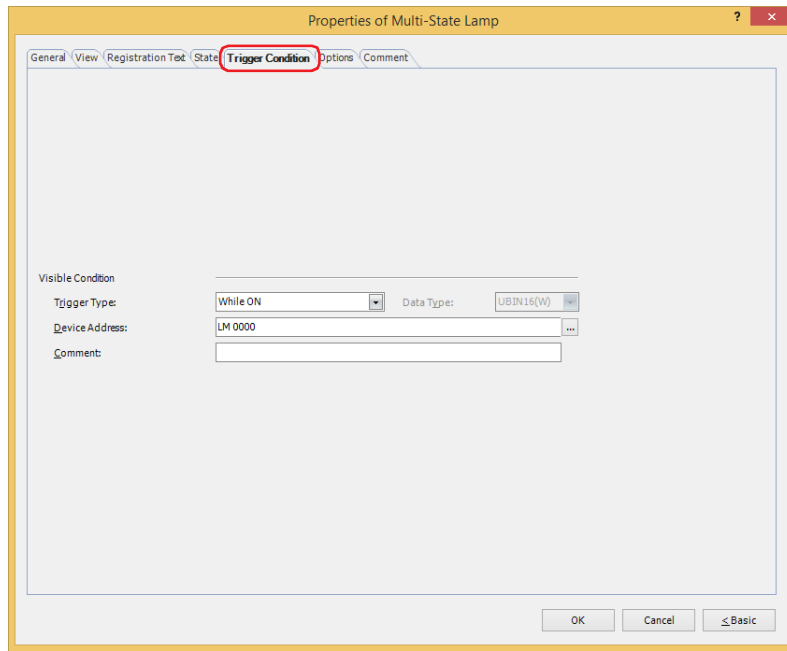 Properties of Multi-State Lamp ? ×
General View Registration Text State Trigger Condition Options Comment
Visible Condition
Trigger Type: While ON Data Type: UBIN16(W)
Device Address: LM 0000 ...
Comment:
OK Cancel < Basic